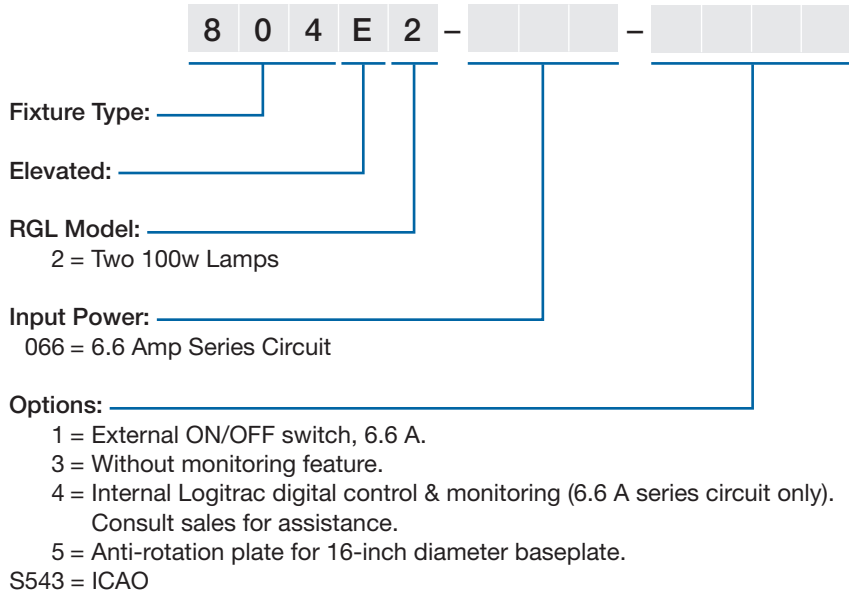 8 0 4 E 2 – –
Fixture Type:
Elevated:
RGL Model:
2 = Two 100w Lamps
Input Power:
066 = 6.6 Amp Series Circuit
Options:
1 = External ON/OFF switch, 6.6 A.
3 = Without monitoring feature.
4 = Internal Logitrac digital control & monitoring (6.6 A series circuit only).
Consult sales for assistance.
5 = Anti-rotation plate for 16-inch diameter baseplate.
S543 = ICAO